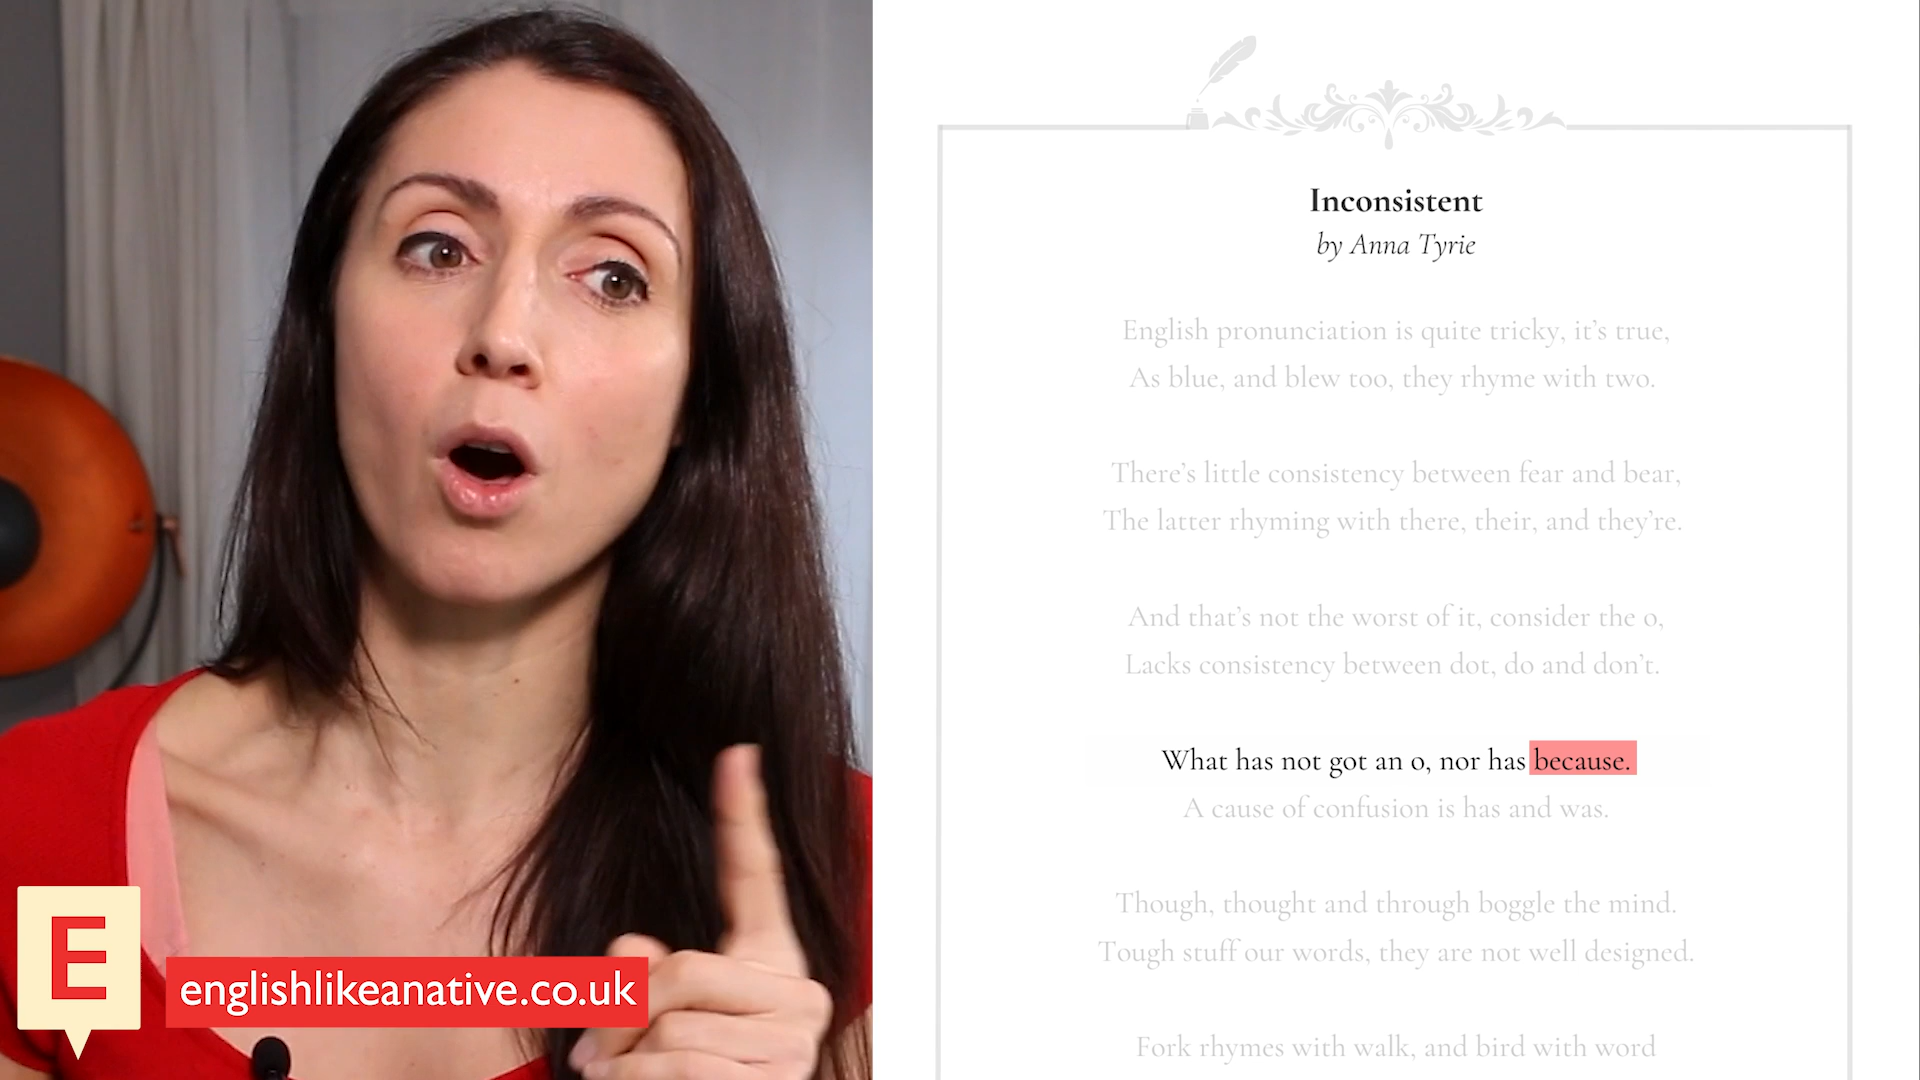 Inconsistent
by Anna Tyrie
English pronunciation is quite tricky, it's true,
As blue, and blew too, they rhyme with two.
There's little consistency between fear and bear,
The latter rhyming with there, their, and they're.
And that's not the worst of it, consider the o,
Lacks consistency between dot, do and don't.
What has not got an o, nor has because.
A cause of confusion is has and was.
Though, thought and through boggle the mind.
Tough stuff our words, they are not well designed.
Fork rhymes with walk, and bird with word
E
englishlikeanative.co.uk